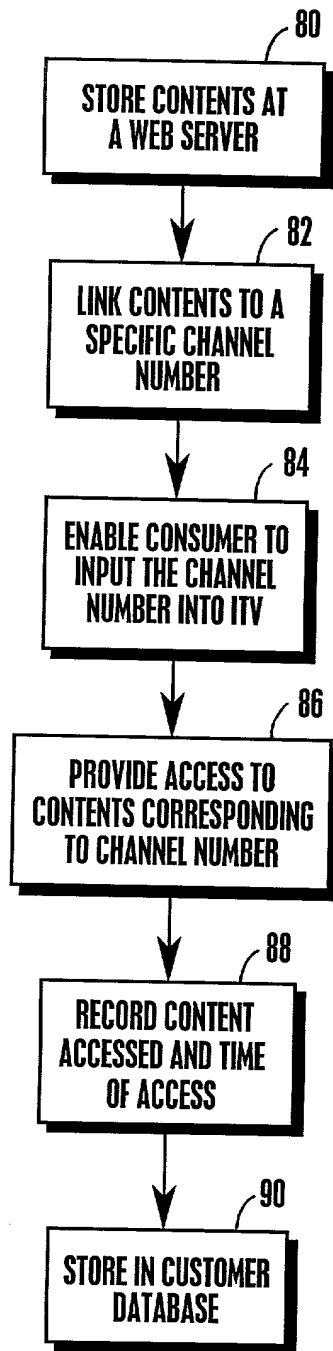 80
STORE CONTENTS AT
A WEB SERVER
82
LINK CONTENTS TO A
SPECIFIC CHANNEL
NUMBER
84
ENABLE CONSUMER TO
INPUT THE CHANNEL
NUMBER INTO ITV
86
PROVIDE ACCESS TO
CONTENTS CORRESPONDING
TO CHANNEL NUMBER
88
RECORD CONTENT
ACCESSED AND TIME
OF ACCESS
90
STORE IN CUSTOMER
DATABASE